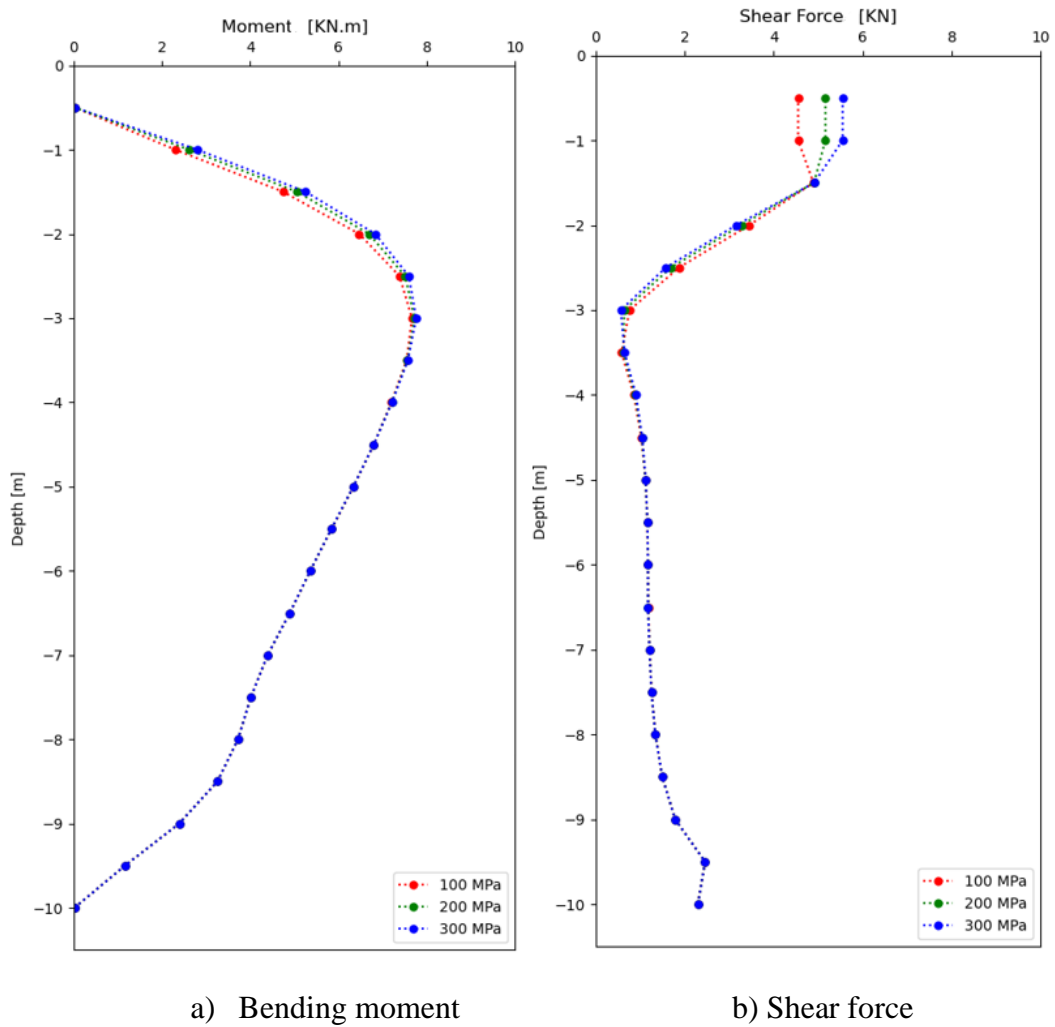 Moment [KN.m]
0 2 4 6 8 10
0
−1
−2
−3
−4
−5
−6
−7
−8
−9
−10
Depth [m]
100 MPa
200 MPa
300 MPa
Shear Force [KN]
0 2 4 6 8 10
0
−1
−2
−3
−4
−5
−6
−7
−8
−9
−10
Depth [m]
100 MPa
200 MPa
300 MPa
a) Bending moment
b) Shear force